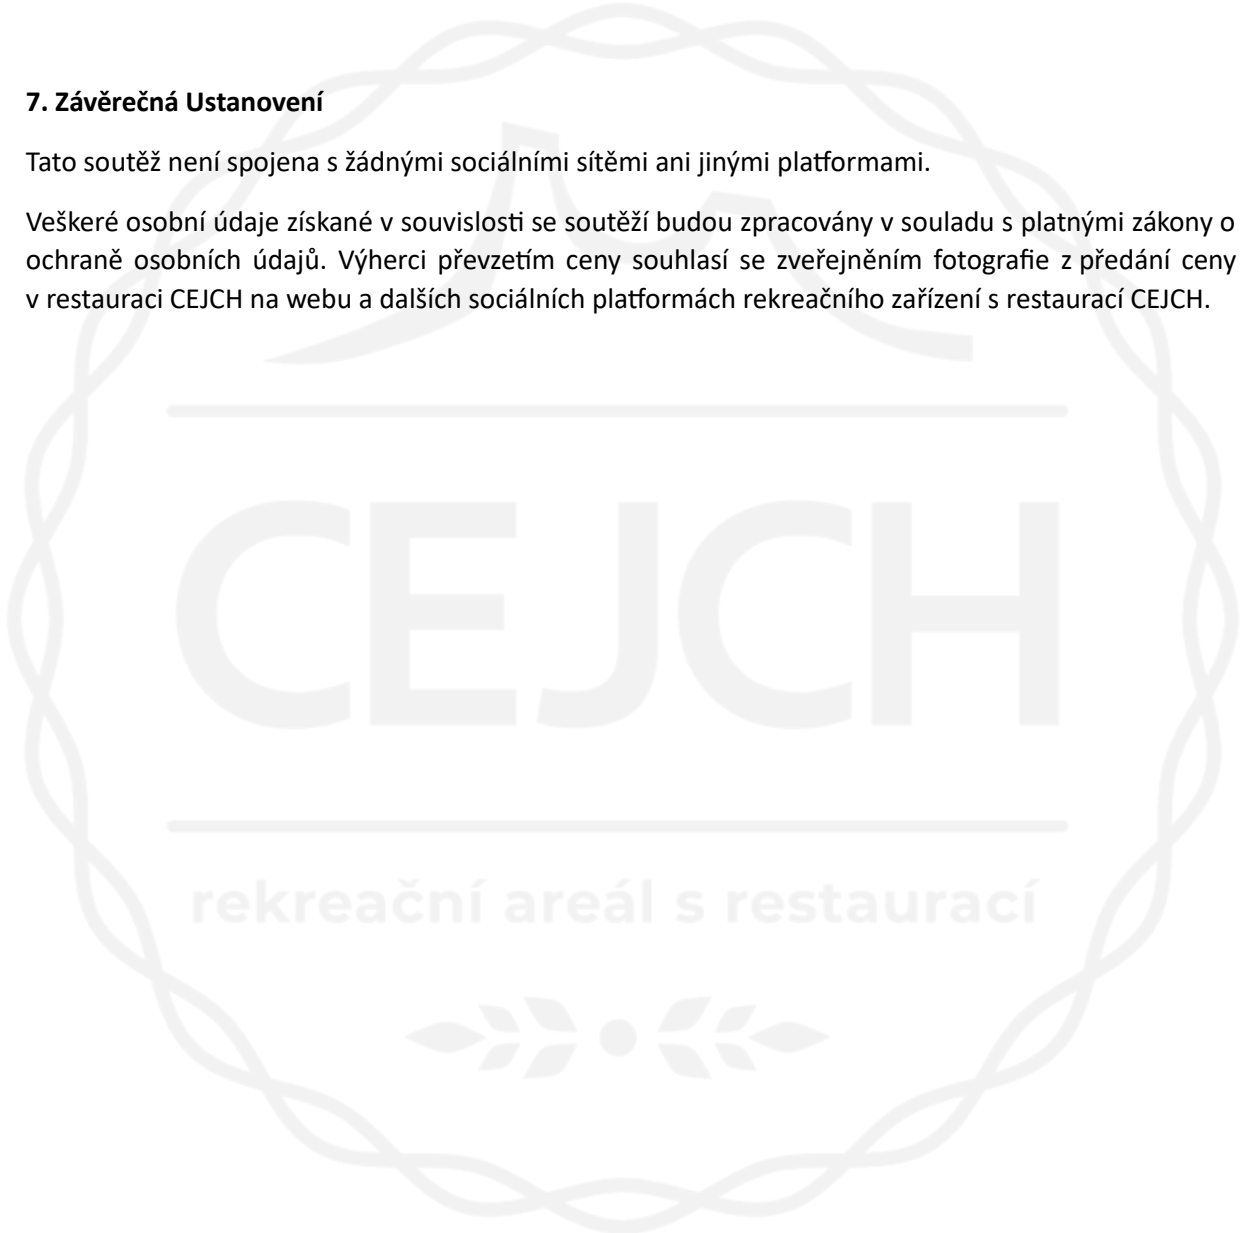 7. Závěrečná Ustanovení
Tato soutěž není spojena s žádnými sociálními sítěmi ani jinými platformami.
Veškeré osobní údaje získané v souvislosti se soutěží budou zpracovány v souladu s platnými zákony o
ochraně osobních údajů. Výherci převzetím ceny souhlasí se zveřejněním fotografie z předání ceny
v restauraci CEJCH na webu a dalších sociálních platformách rekreačního zařízení s restaurací CEJCH.
CEJCH
rekreační areál s restaurací